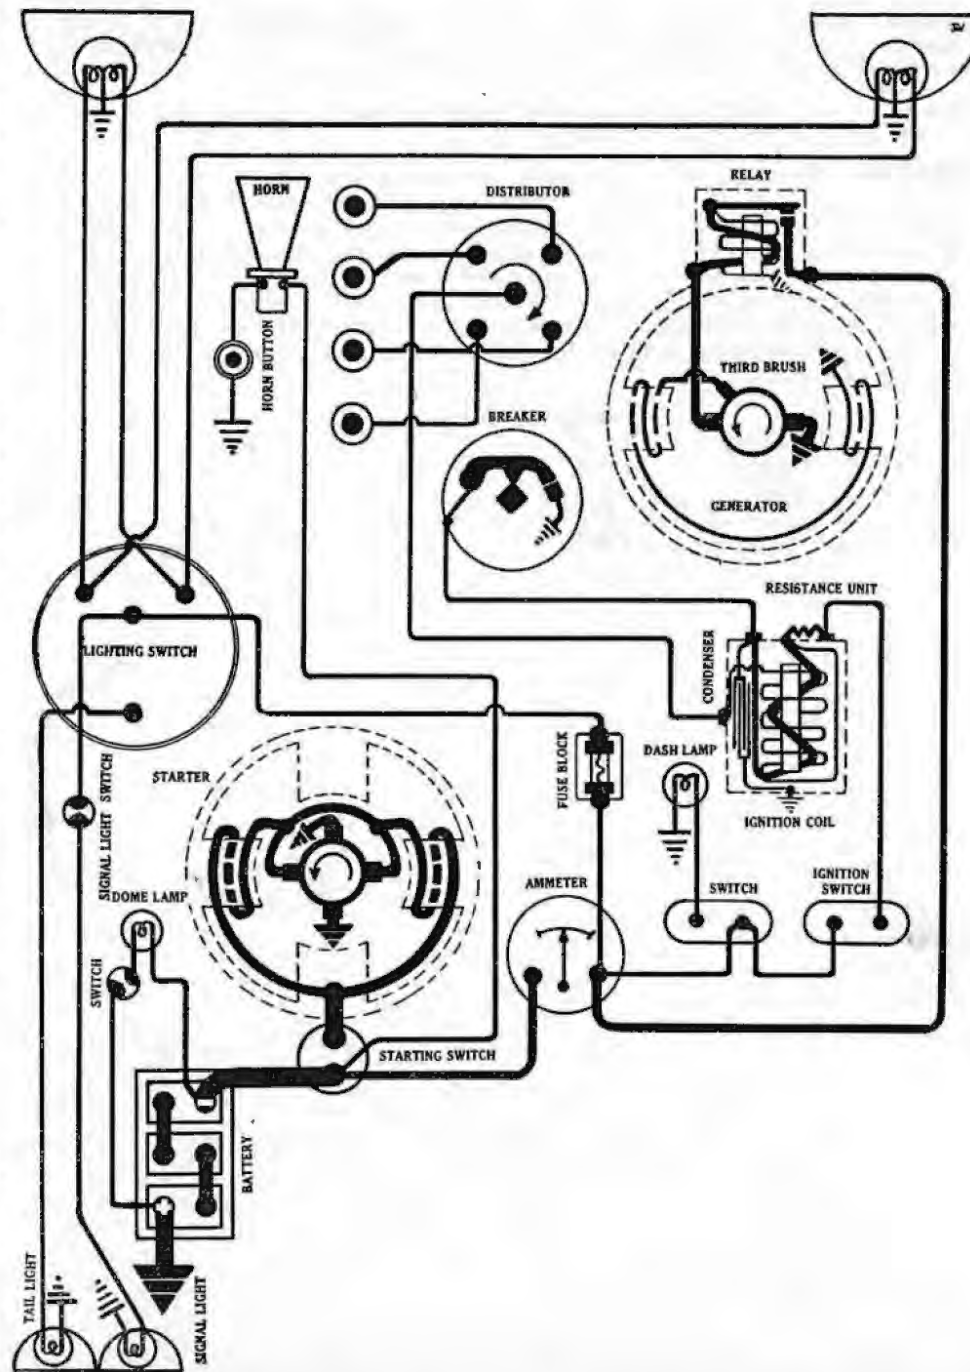 RELAY
HORN
DISTRIBUTOR
HORN BUTTON
THIRD BRUSH
BREAKER
GENERATOR
RESISTANCE UNIT
CONDENSER
LIGHTING SWITCH
FUSE BLOCK
DASH LAMP
STARTER
SIGNAL LIGHT SWITCH
IGNITION COIL
DOME LAMP
AMMETER
SWITCH
IGNITION
SWITCH
SWITCH
STARTING SWITCH
BATTERY
TAIL LIGHT
SIGNAL LIGHT